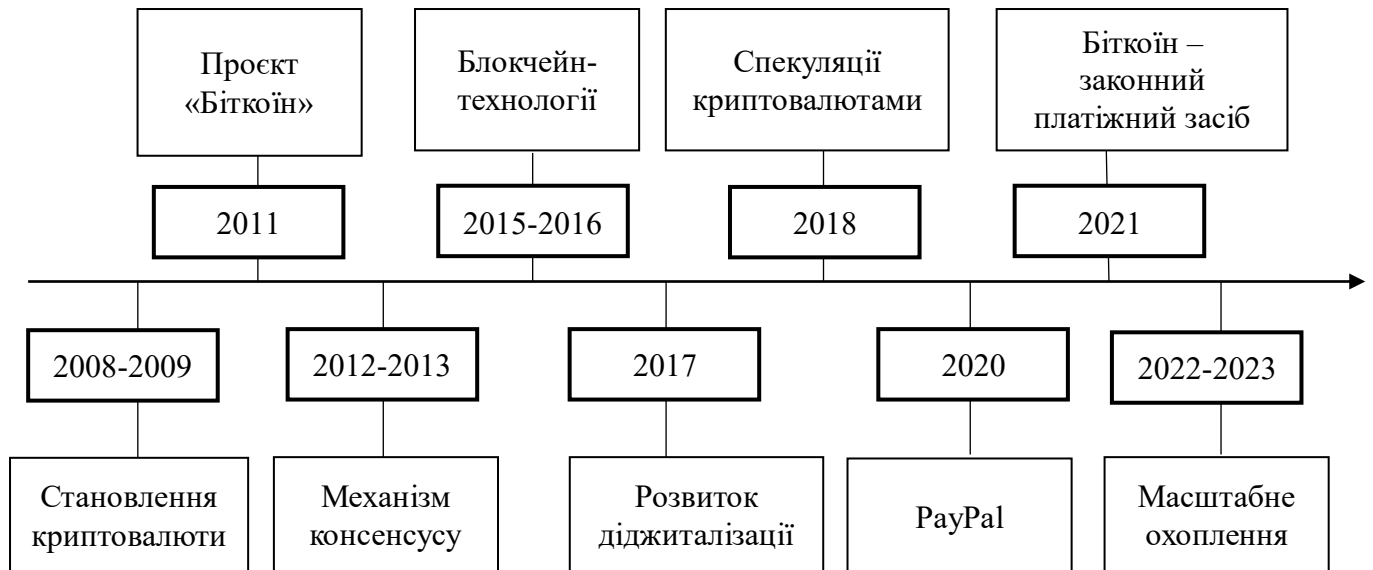 Проєкт
«Біткоїн»
Блокчейн-
технології
Спекуляції
криптовалютами
Біткоїн –
законний
платіжний засіб
2011
2015-2016
2018
2021
2008-2009
2012-2013
2017
2020
2022-2023
Становлення
криптовалюти
Механізм
консенсусу
Розвиток
діджиталізації
PayPal
Масштабне
охоплення